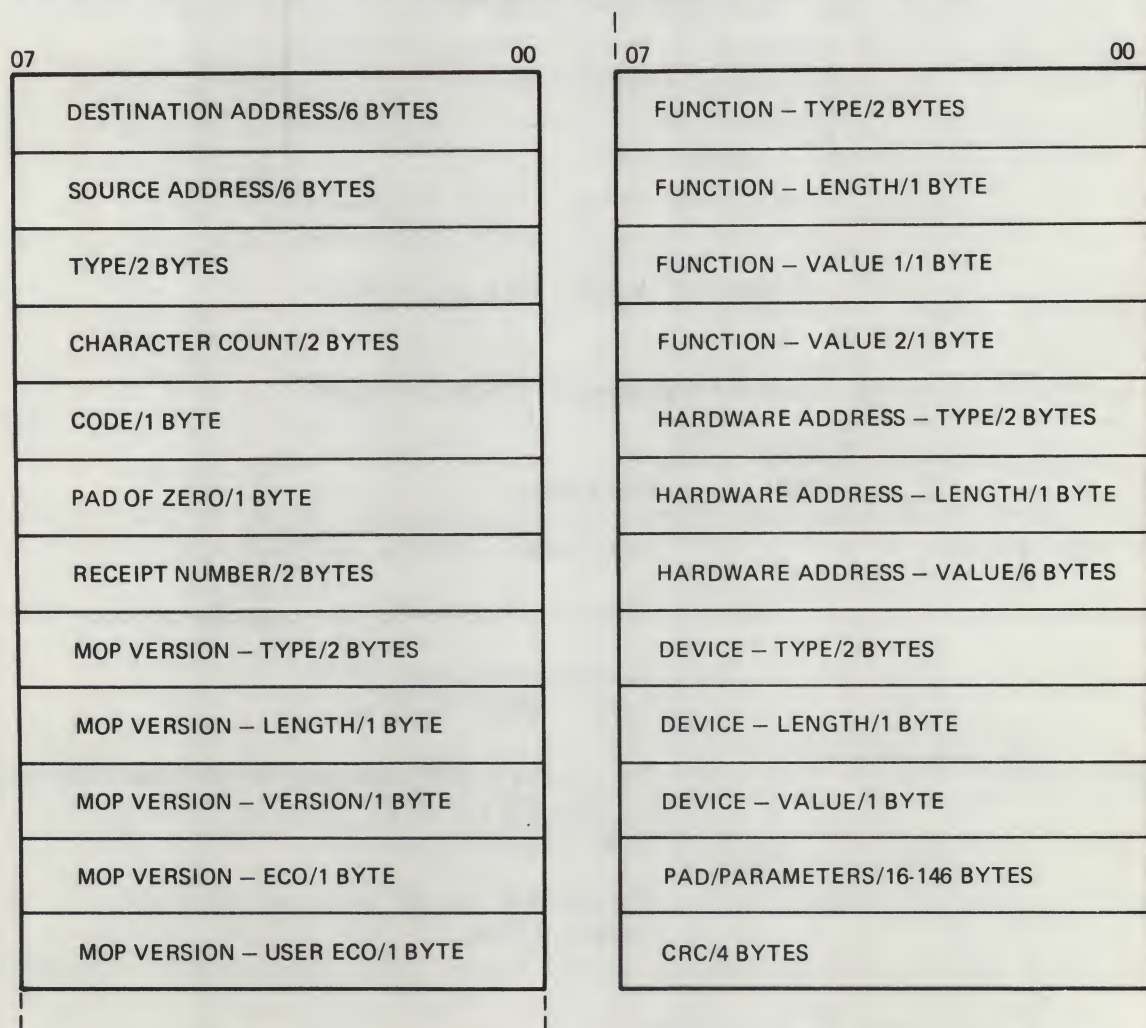 07 00
DESTINATION ADDRESS/6 BYTES
SOURCE ADDRESS/6 BYTES
TYPE/2 BYTES
CHARACTER COUNT/2 BYTES
CODE/1 BYTE
PAD OF ZERO/1 BYTE
RECEIPT NUMBER/2 BYTES
MOP VERSION – TYPE/2 BYTES
MOP VERSION – LENGTH/1 BYTE
MOP VERSION – VERSION/1 BYTE
MOP VERSION – ECO/1 BYTE
MOP VERSION – USER ECO/1 BYTE
07 00
FUNCTION – TYPE/2 BYTES
FUNCTION – LENGTH/1 BYTE
FUNCTION – VALUE 1/1 BYTE
FUNCTION – VALUE 2/1 BYTE
HARDWARE ADDRESS – TYPE/2 BYTES
HARDWARE ADDRESS – LENGTH/1 BYTE
HARDWARE ADDRESS – VALUE/6 BYTES
DEVICE – TYPE/2 BYTES
DEVICE – LENGTH/1 BYTE
DEVICE – VALUE/1 BYTE
PAD/PARAMETERS/16-146 BYTES
CRC/4 BYTES